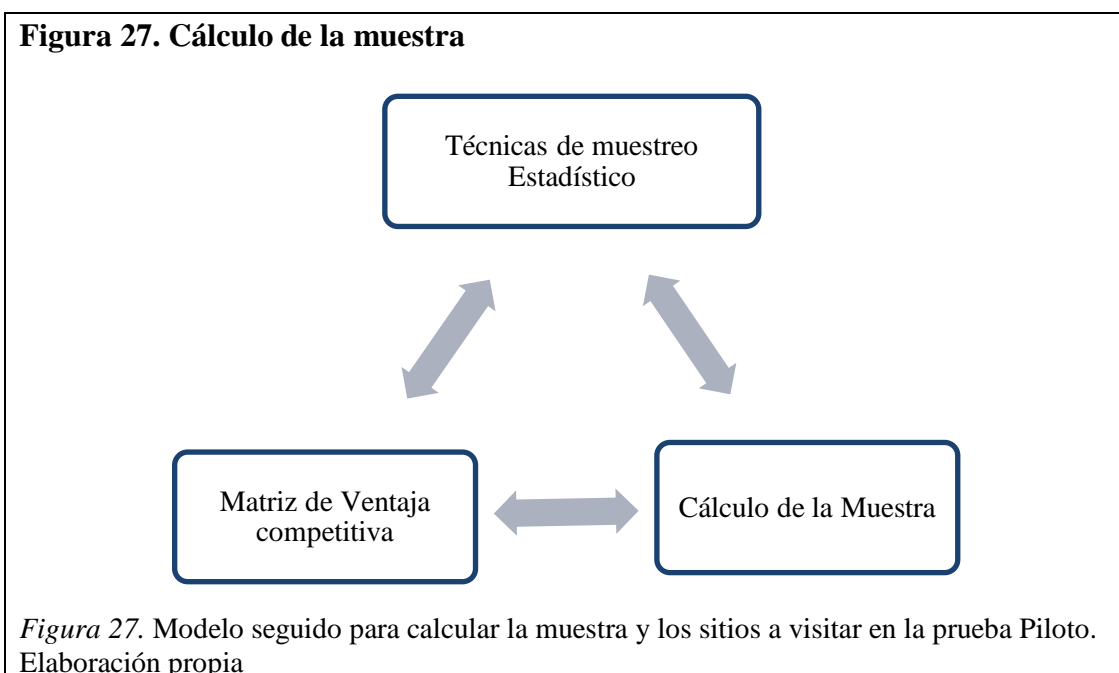 Figura 27. Cálculo de la muestra
Técnicas de muestreo
Estadístico
Matriz de Ventaja
competitiva
Cálculo de la Muestra
Figura 27. Modelo seguido para calcular la muestra y los sitios a visitar en la prueba Piloto.
Elaboración propia